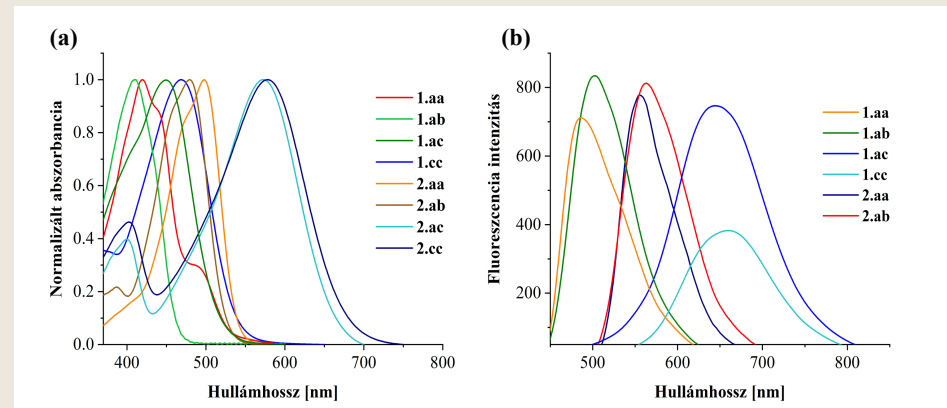 (a)
Normalizált abszorbancia
1.0
0.8
0.6
0.4
0.2
0.0
400
500
600
700
800
Hullámhossz [nm]
1.aa
1.ab
1.ac
1.cc
2.aa
2.ab
2.ac
2.cc
(b)
Fluoreszcencia intenzítás
800
600
400
200
500
600
700
800
Hullámhossz [nm]
1.aa
1.ab
1.ac
1.cc
2.aa
2.ab